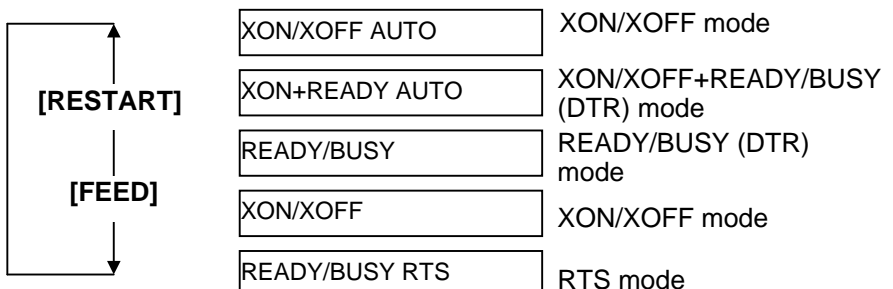 XON/XOFF AUTO XON/XOFF mode
[RESTART]
XON+READY AUTO XON/XOFF+READY/BUSY
(DTR) mode
READY/BUSY READY/BUSY (DTR)
mode
[FEED]
XON/XOFF XON/XOFF mode
READY/BUSY RTS RTS mode